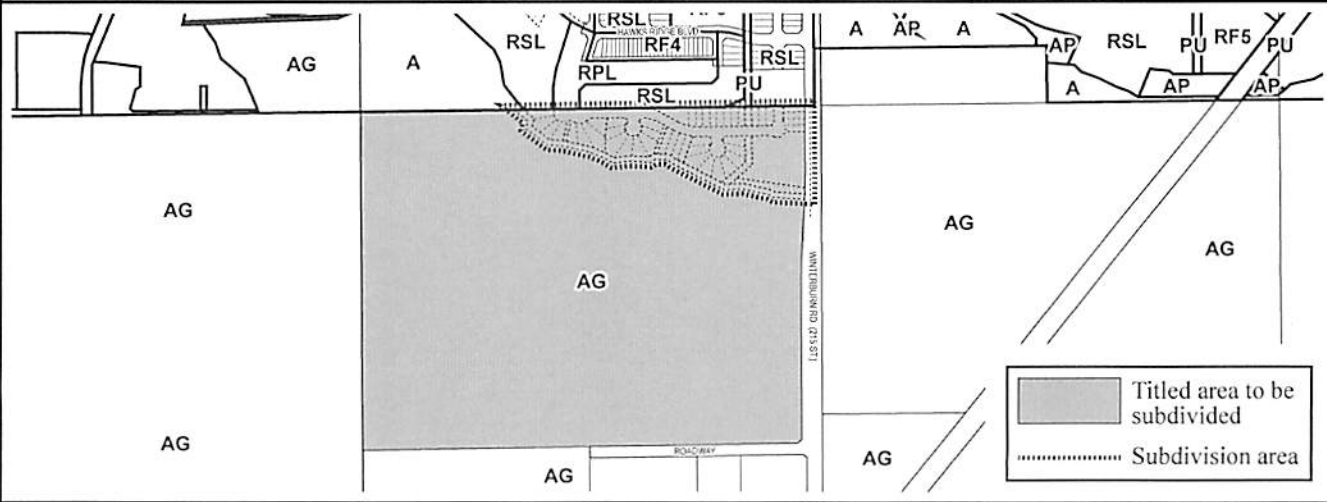 RSL
HAWKS RIDGE BLVD
RF4
RSL
RSL
RPL
RSL
PU
AG
A
A
AP
A
AP
RSL
PU
RF5
PU
A
AP
AP
AG
AG
AG
AG
WINTERBURN RD (215 ST)
AG
ROADWAY
AG
AG
Titled area to be
subdivided
Subdivision area